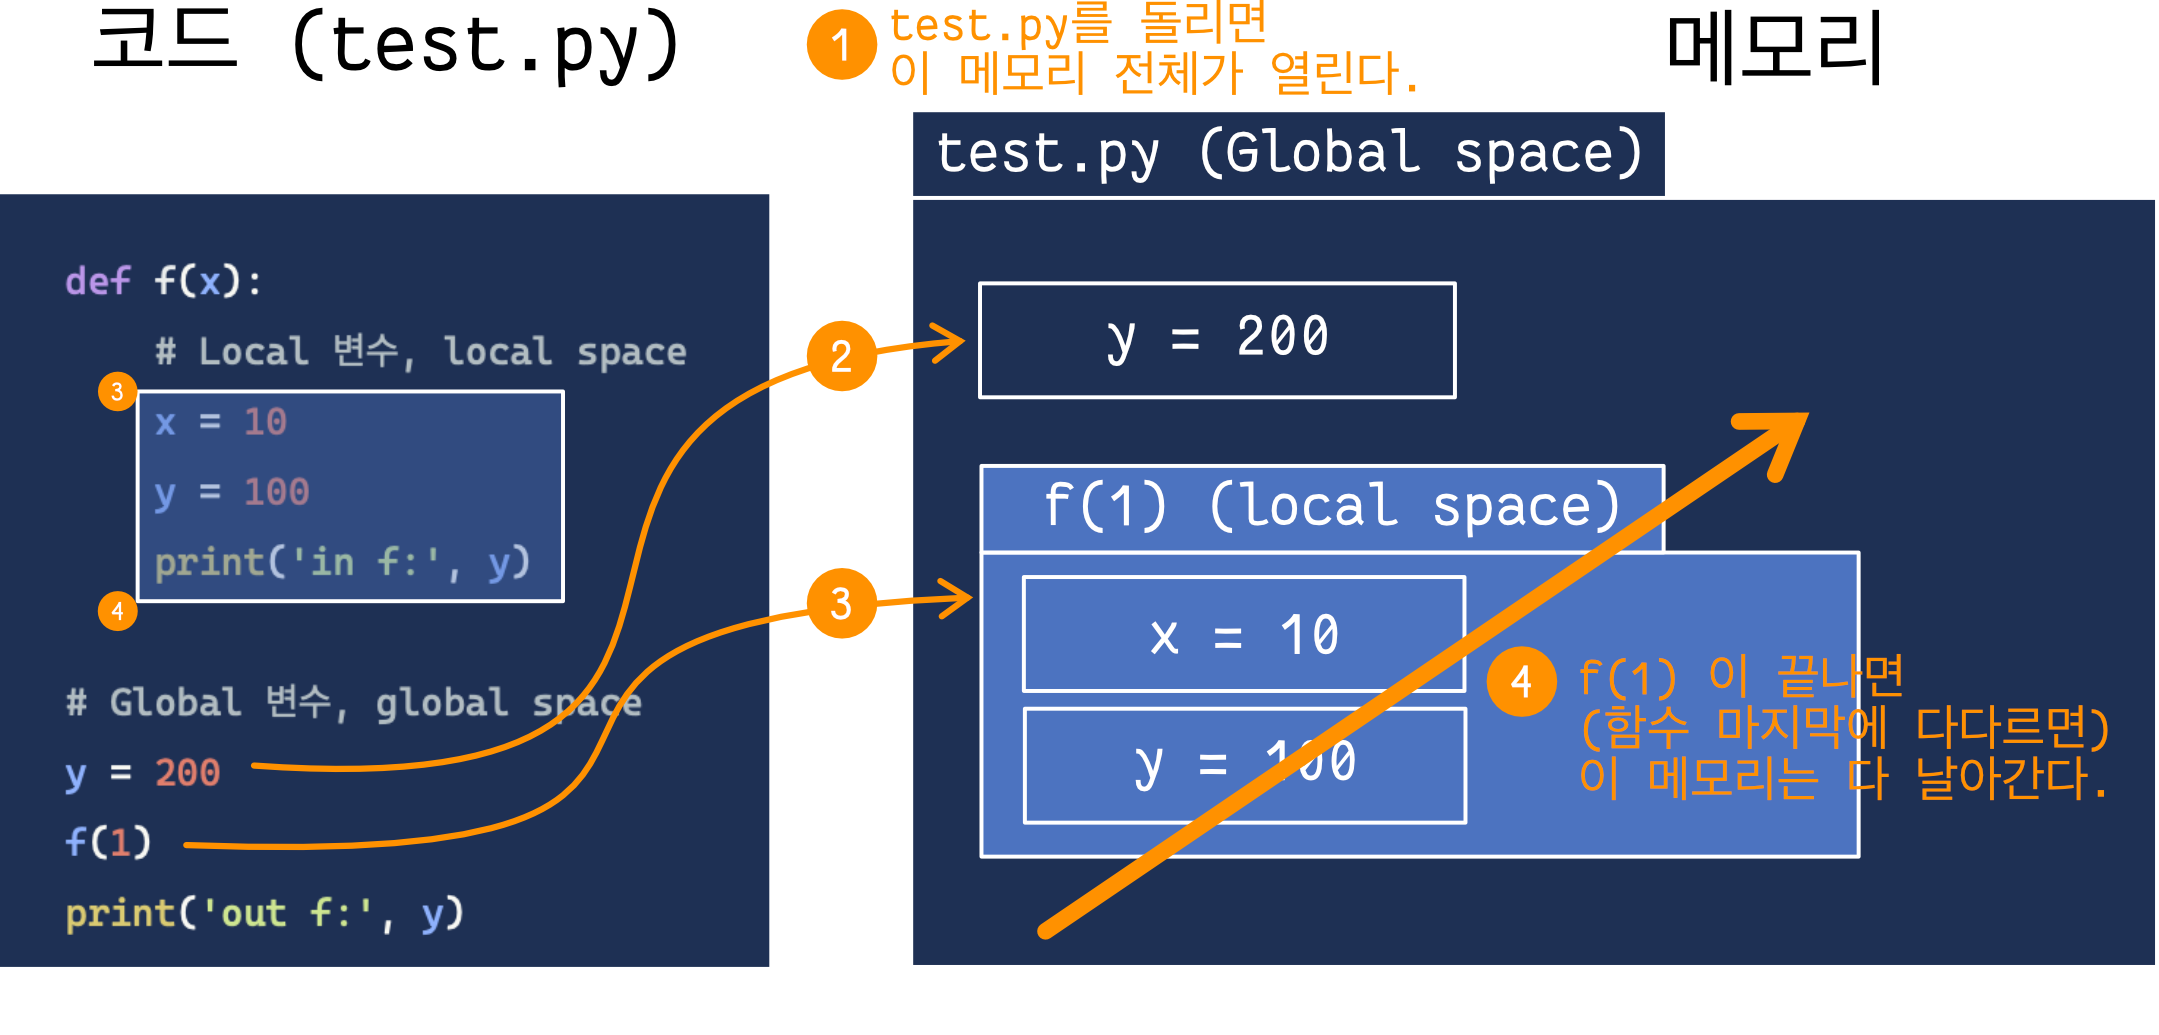 코드 (test.py)
1
test.py를 돌리면
이 메모리 전체가 열린다.
메모리
def f(x):
# Local 변수, local space
3
x = 10
y = 100
print('in f:', y)
4
# Global 변수, global space
y = 200
f(1)
print('out f:', y)
test.py (Global space)
2
y = 200
3
f(1) (local space)
x = 10
y = 100
4
f(1) 이 끝나면
(함수 마지막에 다다르면)
이 메모리는 다 날아간다.